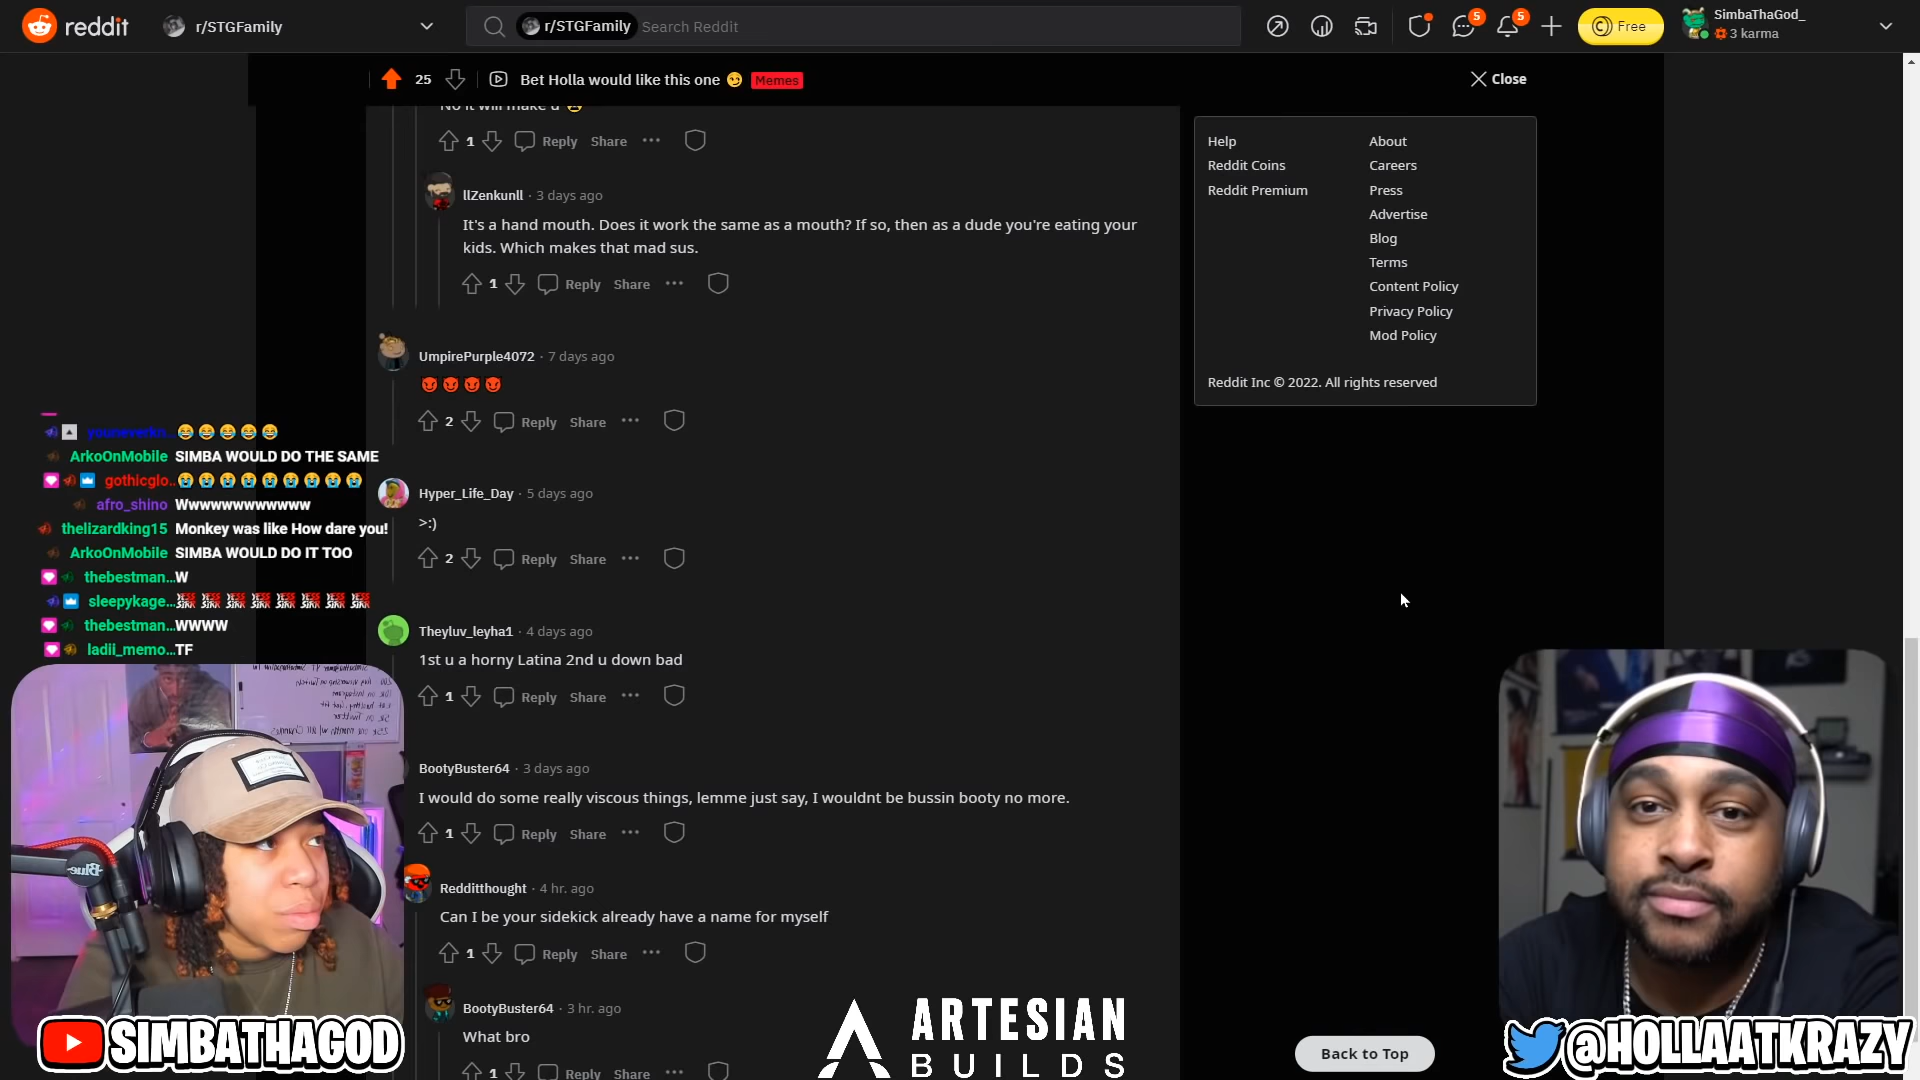 reddit
r/STGFamily
r/STGFamily Search Reddit
5
5
Free
SimbaThaGod_
3 karma
25
Bet Holla would like this one 😏 Memes
Close
1 Reply Share ···
llZenkunll · 3 days ago
It's a hand mouth. Does it work the same as a mouth? If so, then as a dude you're eating your
kids. Which makes that mad sus.
1 Reply Share ···
UmpirePurple4072 · 7 days ago
😈😈😈😈
2 Reply Share ···
Hyper_Life_Day · 5 days ago
>:)
2 Reply Share ···
Theyluv_leyha1 · 4 days ago
1st u a horny Latina 2nd u down bad
1 Reply Share ···
BootyBuster64 · 3 days ago
I would do some really viscous things, lemme just say, I wouldnt be bussin booty no more.
1 Reply Share ···
Redditthought · 4 hr. ago
Can I be your sidekick already have a name for myself
1 Reply Share ···
BootyBuster64 · 3 hr. ago
What bro
1 Reply Share ···
Help
Reddit Coins
Reddit Premium
About
Careers
Press
Advertise
Blog
Terms
Content Policy
Privacy Policy
Mod Policy
Reddit Inc © 2022. All rights reserved
youneverkn... 😂😂😂😂😂
ArkoOnMobile SIMBA WOULD DO THE SAME
gothicglo.. 😭😭😭😭😭😭😭😭😭
afro_shino Wwwwwwwwwwwww
thelizardking15 Monkey was like How dare you!
ArkoOnMobile SIMBA WOULD DO IT TOO
thebestman... W
sleepykage...
thebestman... WWWW
ladii_memo... TF
Blue
SIMBATHAGOD
ARTESIAN
BUILDS
Back to Top
@HOLLAATKRAZY